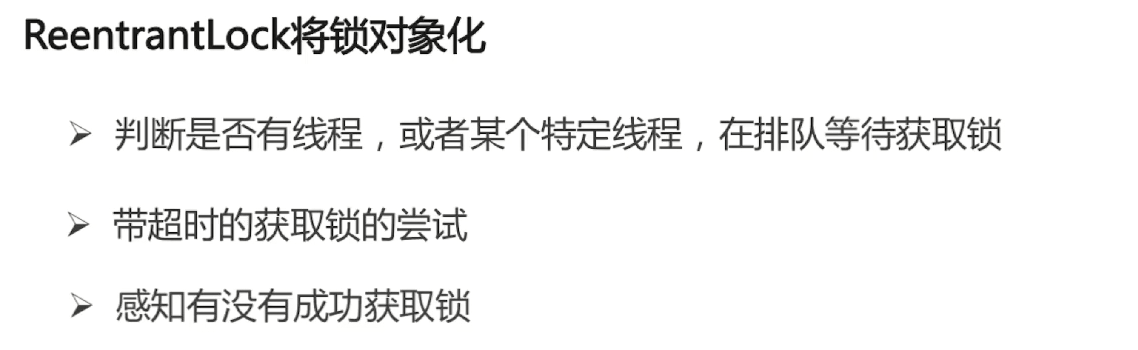 ReentrantLock将锁对象化
➢ 判断是否有线程，或者某个特定线程，在排队等待获取锁
➢ 带超时的获取锁的尝试
➢ 感知有没有成功获取锁